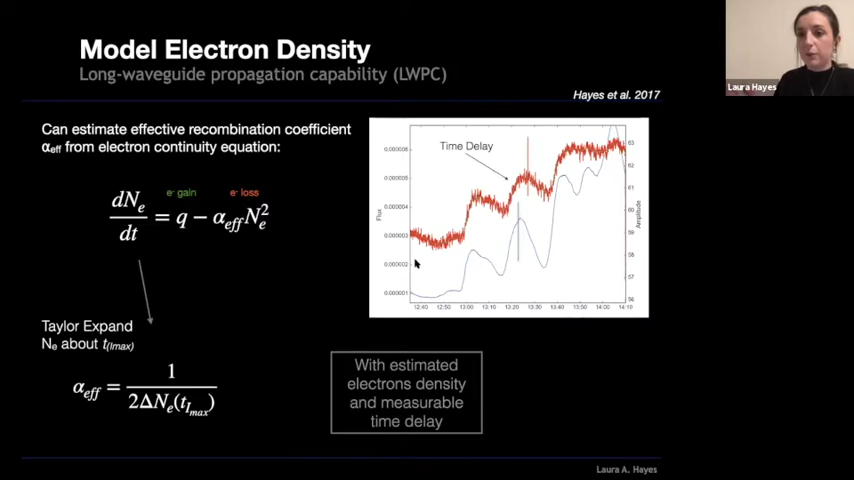 Model Electron Density
Long-waveguide propagation capability (LWPC)
Laura Hayes
Hayes et al. 2017
Can estimate effective recombination coefficient
αeff from electron continuity equation:
e- gain e- loss
dNe/dt = q − αeff Ne²
Time Delay
Flux
0.000006
0.000005
0.000004
0.000003
0.000002
0.000001
63
62
61
60
59
58
57
56
Amplitude
12:40 12:50 13:00 13:10 13:20 13:30 13:40 13:50 14:00 14:10
Taylor Expand
Ne about t(Imax)
αeff = 1/2ΔNe(tImax)
With estimated
electrons density
and measurable
time delay
Laura A. Hayes